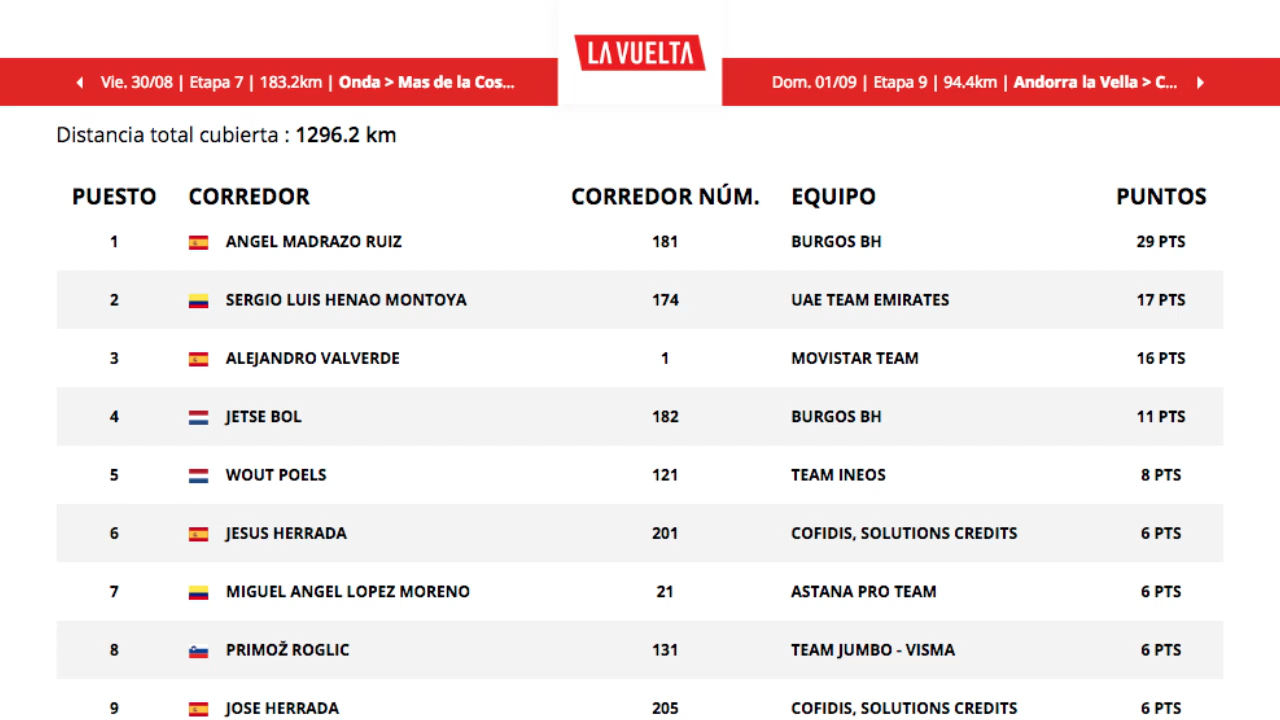 LA VUELTA
Vie. 30/08 | Etapa 7 | 183.2km | Onda > Mas de la Cos...
Dom. 01/09 | Etapa 9 | 94.4km | Andorra la Vella > C...
Distancia total cubierta : 1296.2 km
PUESTO CORREDOR CORREDOR NÚM. EQUIPO PUNTOS
1 ANGEL MADRAZO RUIZ 181 BURGOS BH 29 PTS
2 SERGIO LUIS HENAO MONTOYA 174 UAE TEAM EMIRATES 17 PTS
3 ALEJANDRO VALVERDE 1 MOVISTAR TEAM 16 PTS
4 JETSE BOL 182 BURGOS BH 11 PTS
5 WOUT POELS 121 TEAM INEOS 8 PTS
6 JESUS HERRADA 201 COFIDIS, SOLUTIONS CREDITS 6 PTS
7 MIGUEL ANGEL LOPEZ MORENO 21 ASTANA PRO TEAM 6 PTS
8 PRIMOŽ ROGLIC 131 TEAM JUMBO - VISMA 6 PTS
9 JOSE HERRADA 205 COFIDIS, SOLUTIONS CREDITS 6 PTS